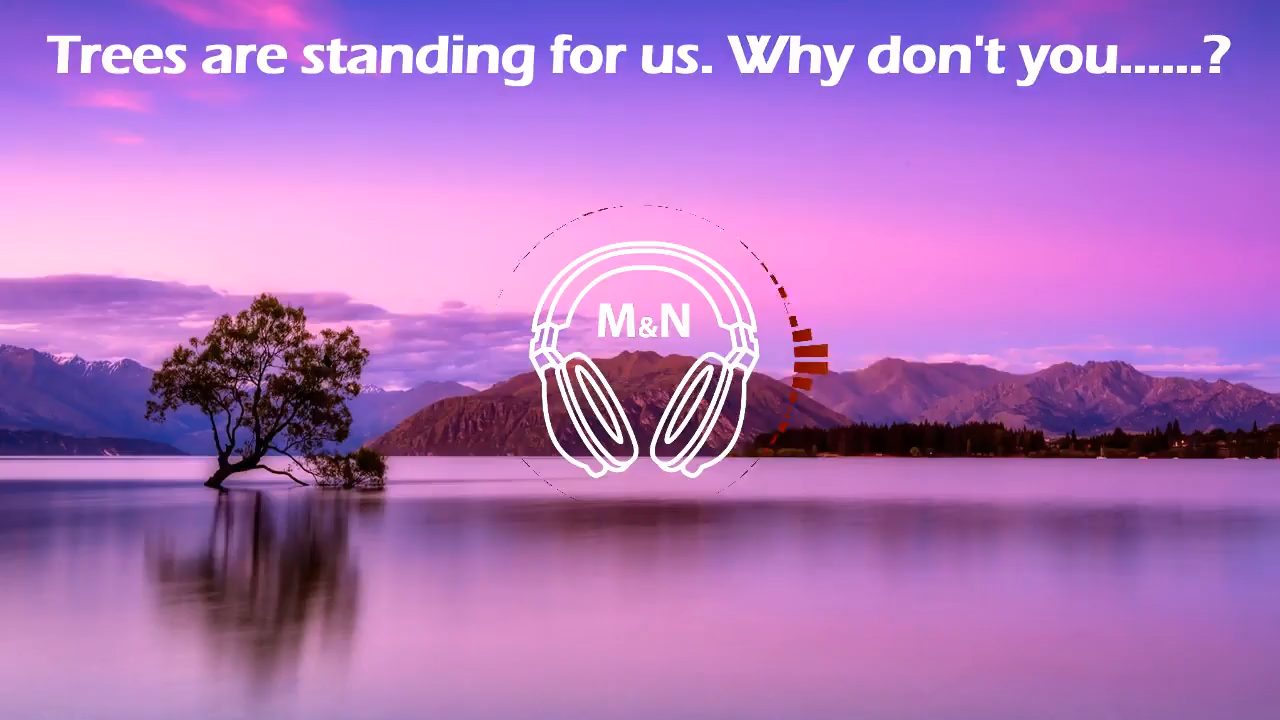 Trees are standing for us. Why don't you......?
M&N